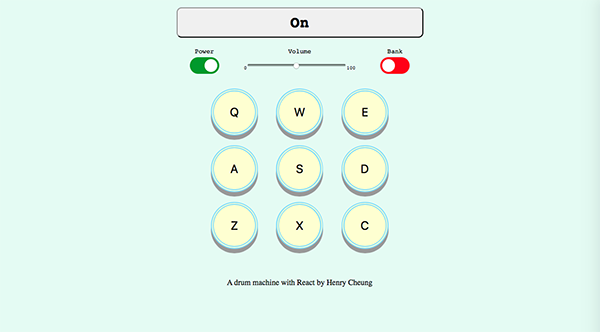 On
Power Volume Bank
0 100
Q W E
A S D
Z X C
A drum machine with React by Henry Cheung